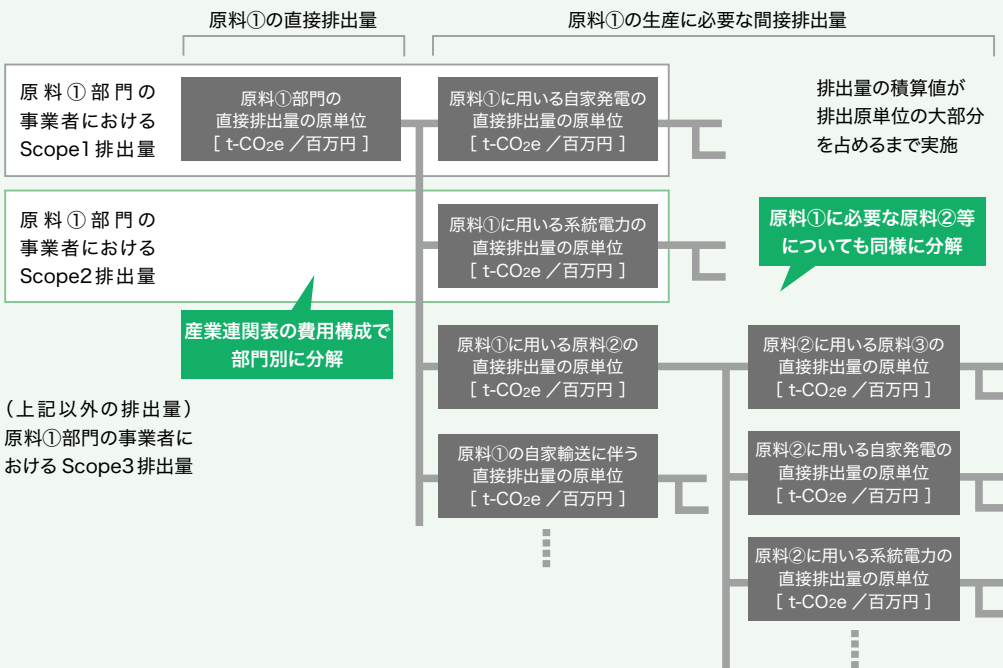 原料①の直接排出量
原料①の生産に必要な間接排出量
原料①部門の
事業者における
Scope1排出量
原料①部門の
直接排出量の原単位
[ t-CO2e ／百万円 ]
原料①に用いる自家発電の
直接排出量の原単位
[ t-CO2e ／百万円 ]
排出量の積算値が
排出原単位の大部分
を占めるまで実施
原料①部門の
事業者における
Scope2排出量
原料①に用いる系統電力の
直接排出量の原単位
[ t-CO2e ／百万円 ]
原料①に必要な原料②等
についても同様に分解
産業連関表の費用構成で
部門別に分解
原料①に用いる原料②の
直接排出量の原単位
[ t-CO2e ／百万円 ]
原料②に用いる原料③の
直接排出量の原単位
[ t-CO2e ／百万円 ]
（上記以外の排出量）
原料①部門の事業者に
おける Scope3排出量
原料①の自家輸送に伴う
直接排出量の原単位
[ t-CO2e ／百万円 ]
原料②に用いる自家発電の
直接排出量の原単位
[ t-CO2e ／百万円 ]
原料②に用いる系統電力の
直接排出量の原単位
[ t-CO2e ／百万円 ]